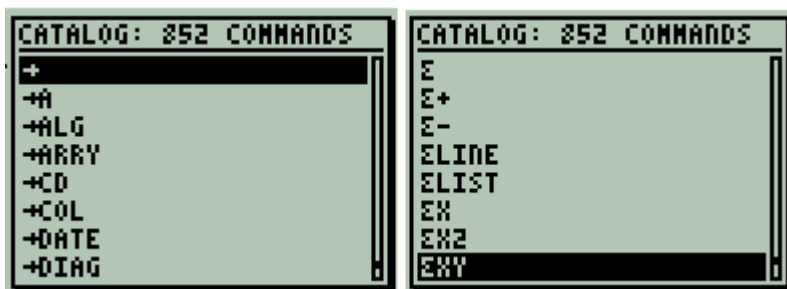 CATALOG: 852 COMMANDS
→
→A
→ALG
→ARRY
→CD
→COL
→DATE
→DIAG
CATALOG: 852 COMMANDS
Σ
Σ+
Σ-
ΣLINE
ΣLIST
ΣX
ΣX2
ΣXY